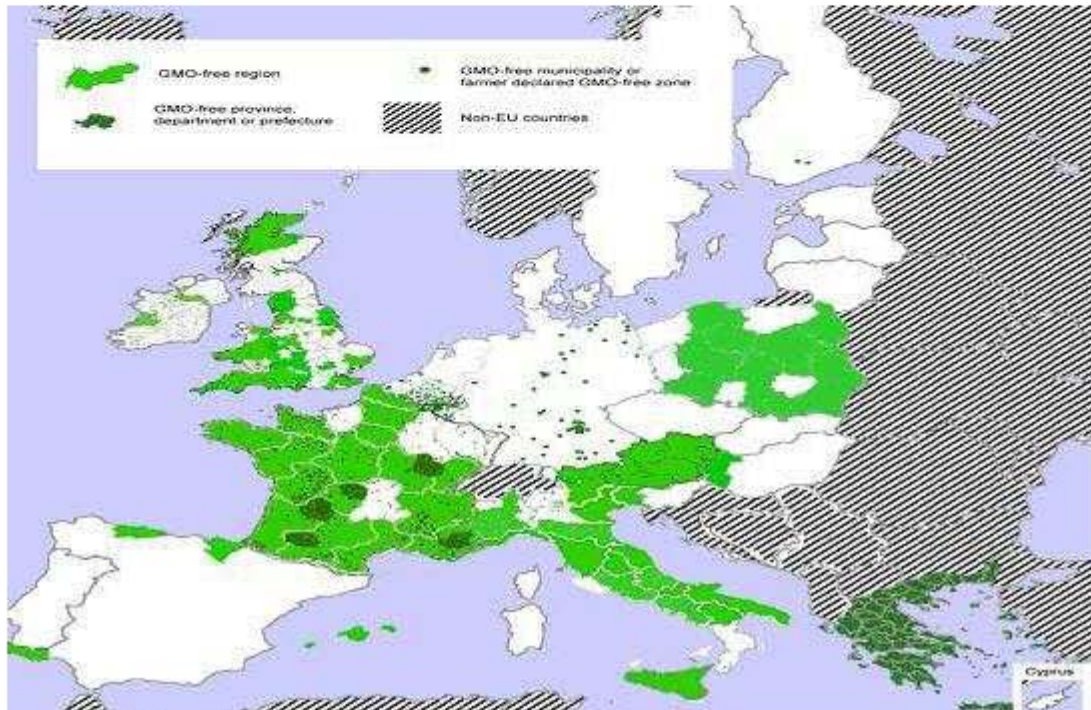 GMO-free region
GMO-free province,
department or prefecture
GMO-free municipality or
farmer declared GMO-free zone
Non-EU countries
Cyprus